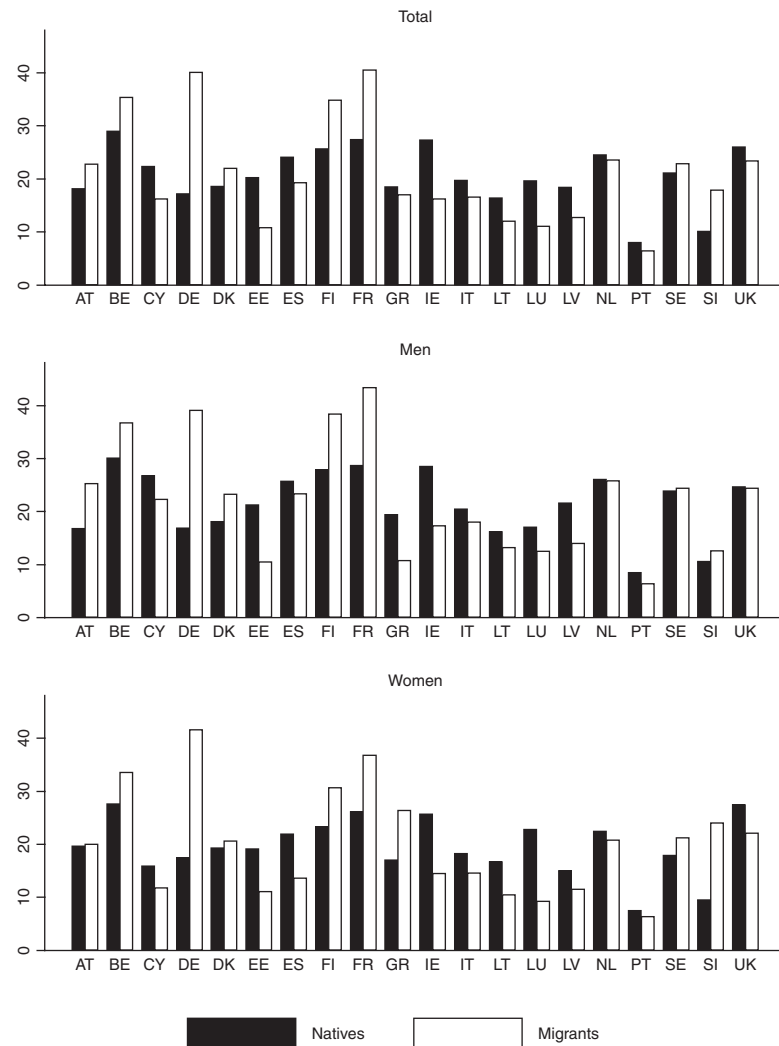 Total
40
30
20
10
0
AT BE CY DE DK EE ES FI FR GR IE IT LT LU LV NL PT SE SI UK
Men
40
30
20
10
0
AT BE CY DE DK EE ES FI FR GR IE IT LT LU LV NL PT SE SI UK
Women
40
30
20
10
0
AT BE CY DE DK EE ES FI FR GR IE IT LT LU LV NL PT SE SI UK
Natives Migrants